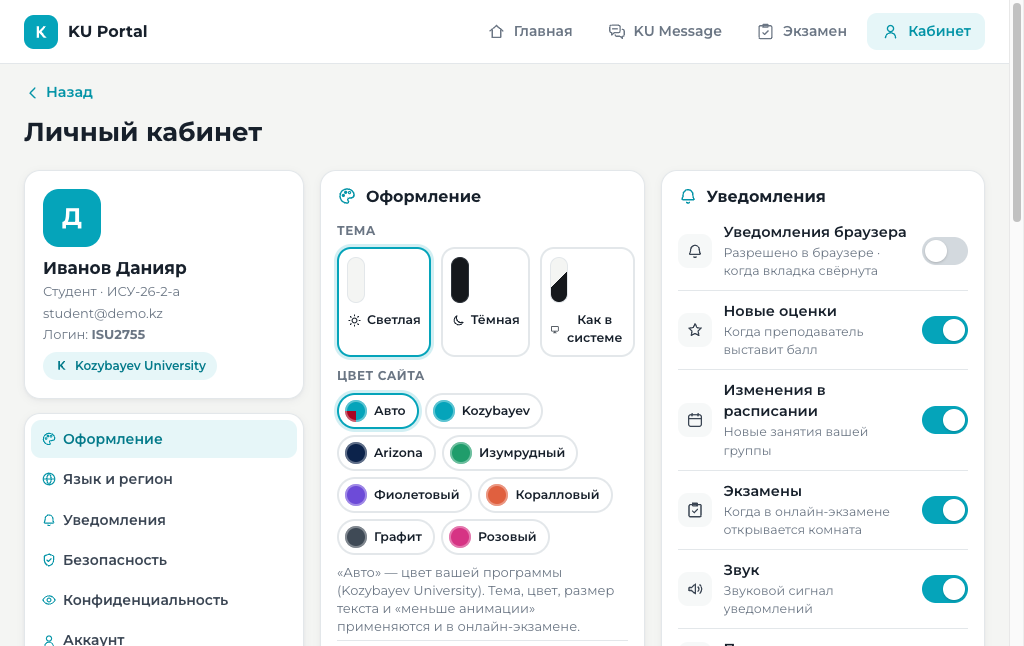 K KU Portal
Главная
KU Message
Экзамен
Кабинет
Назад
Личный кабинет
Д
Иванов Данияр
Студент · ИСУ-26-2-а
student@demo.kz
Логин: ISU2755
K Kozybayev University
Оформление
Язык и регион
Уведомления
Безопасность
Конфиденциальность
Аккаунт
Оформление
ТЕМА
Светлая
Тёмная
Как в
системе
ЦВЕТ САЙТА
Авто
Kozybayev
Arizona
Изумрудный
Фиолетовый
Коралловый
Графит
Розовый
«Авто» — цвет вашей программы
(Kozybayev University). Тема, цвет, размер
текста и «меньше анимации»
применяются и в онлайн-экзамене.
Уведомления
Уведомления браузера
Разрешено в браузере ·
когда вкладка свёрнута
Новые оценки
Когда преподаватель
выставит балл
Изменения в
расписании
Новые занятия вашей
группы
Экзамены
Когда в онлайн-экзамене
открывается комната
Звук
Звуковой сигнал
уведомлений